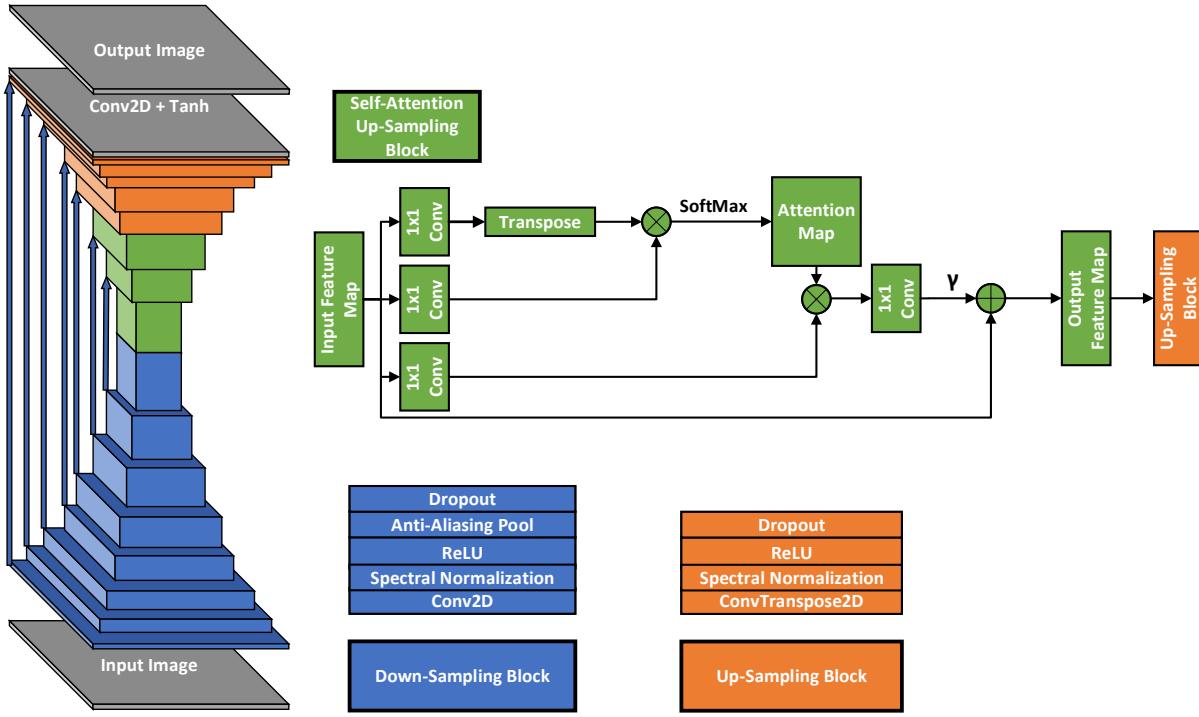 Output Image
Conv2D + Tanh
Input Image
Self-Attention
Up-Sampling
Block
Input Feature
Map
1x1
Conv
Transpose
1x1
Conv
1x1
Conv
SoftMax
Attention
Map
1x1
Conv
γ
Output
Feature Map
Up-Sampling
Block
Dropout
Anti-Aliasing Pool
ReLU
Spectral Normalization
Conv2D
Down-Sampling Block
Dropout
ReLU
Spectral Normalization
ConvTranspose2D
Up-Sampling Block